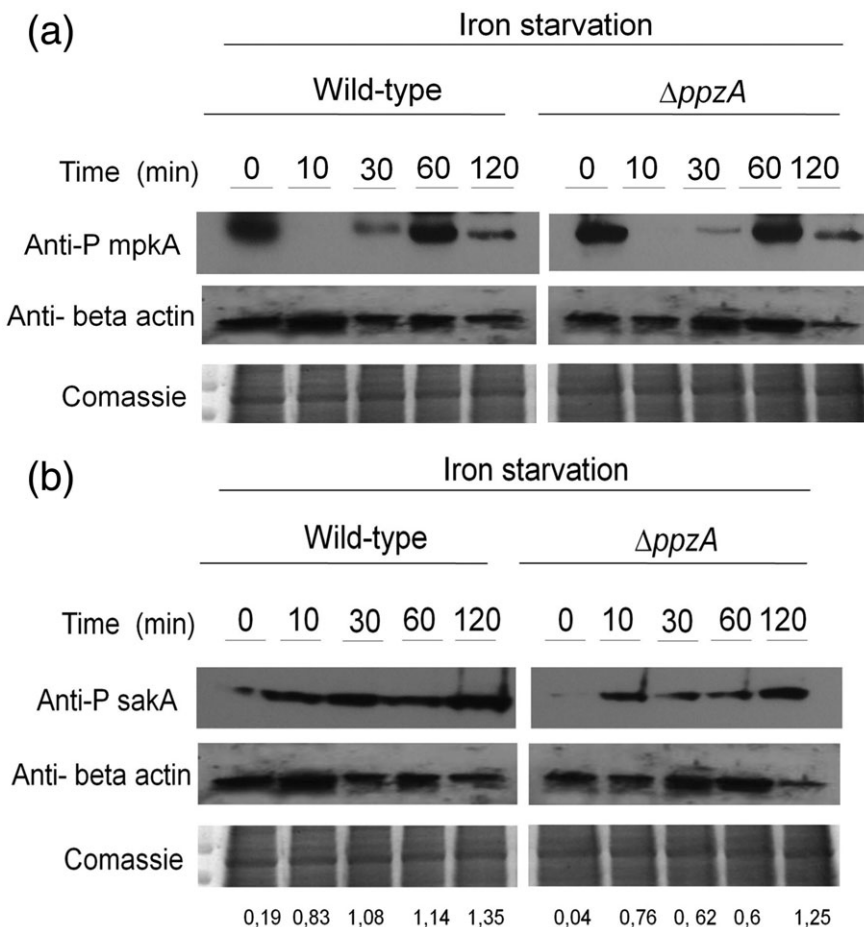 (a)
Iron starvation
Wild-type ΔppzA
Time (min) 0 10 30 60 120 0 10 30 60 120
Anti-P mpkA
Anti- beta actin
Comassie
(b)
Iron starvation
Wild-type ΔppzA
Time (min) 0 10 30 60 120 0 10 30 60 120
Anti-P sakA
Anti- beta actin
Comassie
0,19 0,83 1,08 1,14 1,35 0,04 0,76 0, 62 0,6 1,25